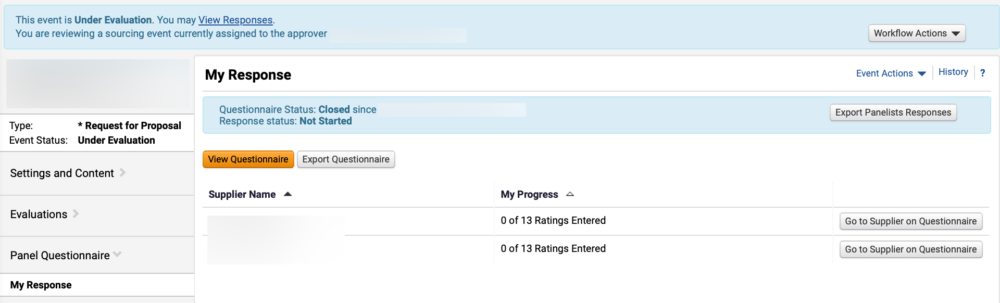 This event is Under Evaluation. You may View Responses.
You are reviewing a sourcing event currently assigned to the approver
Workflow Actions
My Response
Event Actions
History
?
Questionnaire Status: Closed since
Response status: Not Started
Export Panelists Responses
Type: * Request for Proposal
Event Status: Under Evaluation
View Questionnaire
Export Questionnaire
Settings and Content
Supplier Name
My Progress
Evaluations
0 of 13 Ratings Entered
Go to Supplier on Questionnaire
0 of 13 Ratings Entered
Go to Supplier on Questionnaire
Panel Questionnaire
My Response